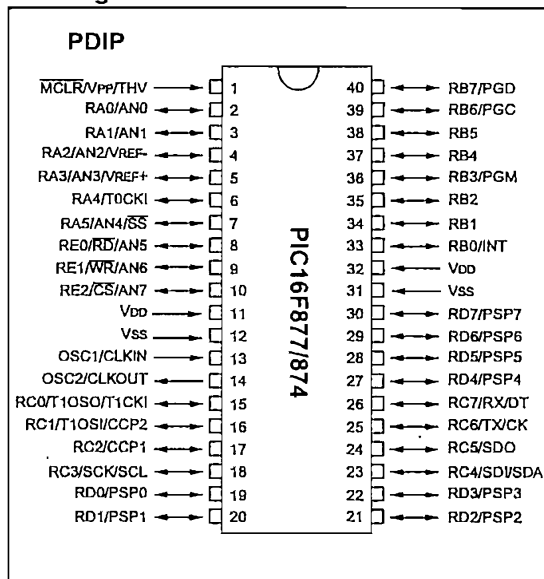 PDIP
MCLR/VPP/THV 1 40 RB7/PGD
RA0/AN0 2 39 RB6/PGC
RA1/AN1 3 38 RB5
RA2/AN2/VREF- 4 37 RB4
RA3/AN3/VREF+ 5 36 RB3/PGM
RA4/T0CKI 6 35 RB2
RA5/AN4/SS 7 34 RB1
RE0/RD/AN5 8 33 RB0/INT
RE1/WR/AN6 9 32 VDD
RE2/CS/AN7 10 31 VSS
VDD 11 30 RD7/PSP7
VSS 12 29 RD6/PSP6
OSC1/CLKIN 13 28 RD5/PSP5
OSC2/CLKOUT 14 27 RD4/PSP4
RC0/T1OSO/T1CKI 15 26 RC7/RX/DT
RC1/T1OSI/CCP2 16 25 RC6/TX/CK
RC2/CCP1 17 24 RC5/SDO
RC3/SCK/SCL 18 23 RC4/SDI/SDA
RD0/PSP0 19 22 RD3/PSP3
RD1/PSP1 20 21 RD2/PSP2
PIC16F877/874